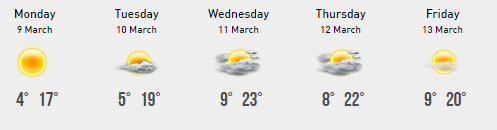 Monday Tuesday Wednesday Thursday Friday
9 March 10 March 11 March 12 March 13 March
4° 17° 5° 19° 9° 23° 8° 22° 9° 20°